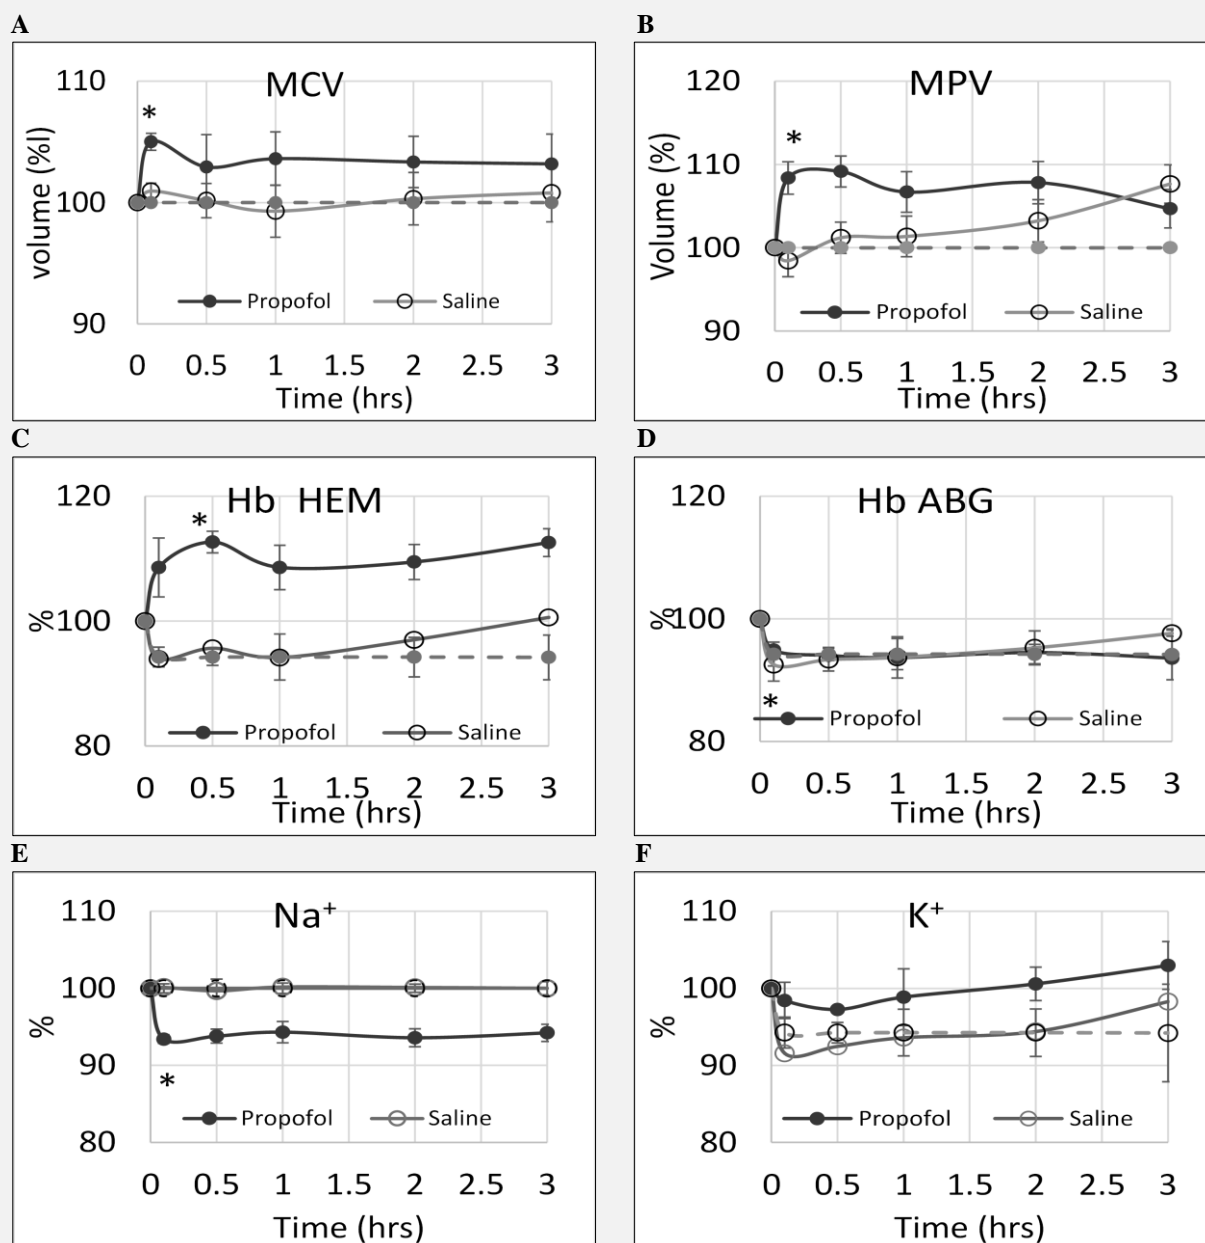 A
B
110
MCV
*
volume (%l)
100
90
Propofol
Saline
0 0.5 1 1.5 2 2.5 3
Time (hrs)
120
MPV
*
110
Volume (%)
100
90
Propofol
Saline
0 0.5 1 1.5 2 2.5 3
Time (hrs)
C
D
120
Hb HEM
*
%
100
80
Propofol
Saline
0 0.5 1 1.5 2 2.5 3
Time (hrs)
120
Hb ABG
%
100
*
80
Propofol
Saline
0 0.5 1 1.5 2 2.5 3
Time (hrs)
E
F
110
Na⁺
100
%
90
*
80
Propofol
Saline
0 0.5 1 1.5 2 2.5 3
Time (hrs)
110
K⁺
100
%
90
80
Propofol
Saline
0 0.5 1 1.5 2 2.5 3
Time (hrs)